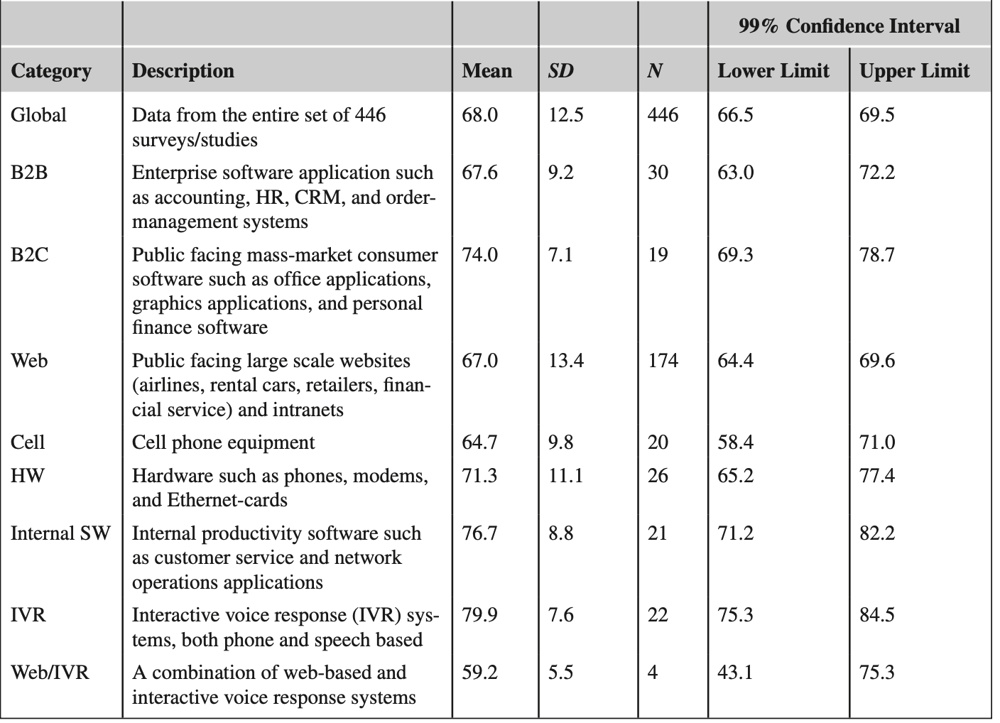 99% Confidence Interval
Category Description Mean SD N Lower Limit Upper Limit
Global Data from the entire set of 446 68.0 12.5 446 66.5 69.5
surveys/studies
B2B Enterprise software application such 67.6 9.2 30 63.0 72.2
as accounting, HR, CRM, and order-
management systems
B2C Public facing mass-market consumer 74.0 7.1 19 69.3 78.7
software such as office applications,
graphics applications, and personal
finance software
Web Public facing large scale websites 67.0 13.4 174 64.4 69.6
(airlines, rental cars, retailers, finan-
cial service) and intranets
Cell Cell phone equipment 64.7 9.8 20 58.4 71.0
HW Hardware such as phones, modems, 71.3 11.1 26 65.2 77.4
and Ethernet-cards
Internal SW Internal productivity software such 76.7 8.8 21 71.2 82.2
as customer service and network
operations applications
IVR Interactive voice response (IVR) sys- 79.9 7.6 22 75.3 84.5
tems, both phone and speech based
Web/IVR A combination of web-based and 59.2 5.5 4 43.1 75.3
interactive voice response systems